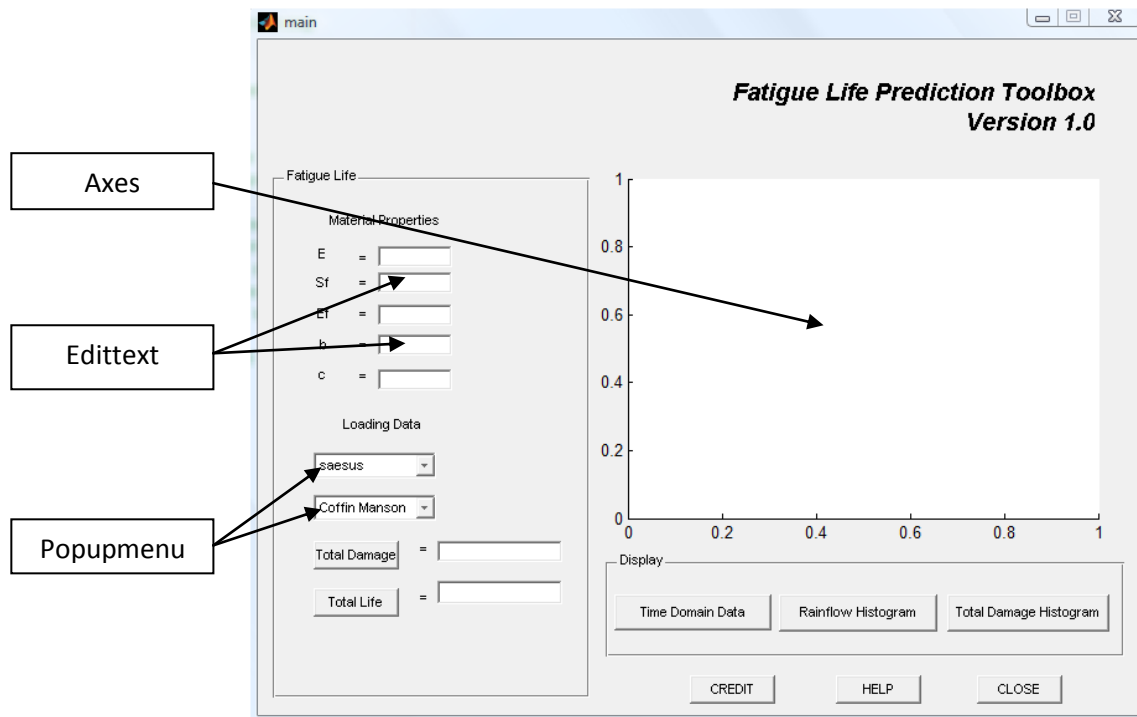 main
Fatigue Life Prediction Toolbox
Version 1.0
Axes
Edittext
Popupmenu
Fatigue Life
Material Properties
E =
Sf =
Ef =
b =
c =
Loading Data
saesus
Coffin Manson
Total Damage =
Total Life =
1
0.8
0.6
0.4
0.2
0
0 0.2 0.4 0.6 0.8 1
Display
Time Domain Data Rainflow Histogram Total Damage Histogram
CREDIT HELP CLOSE